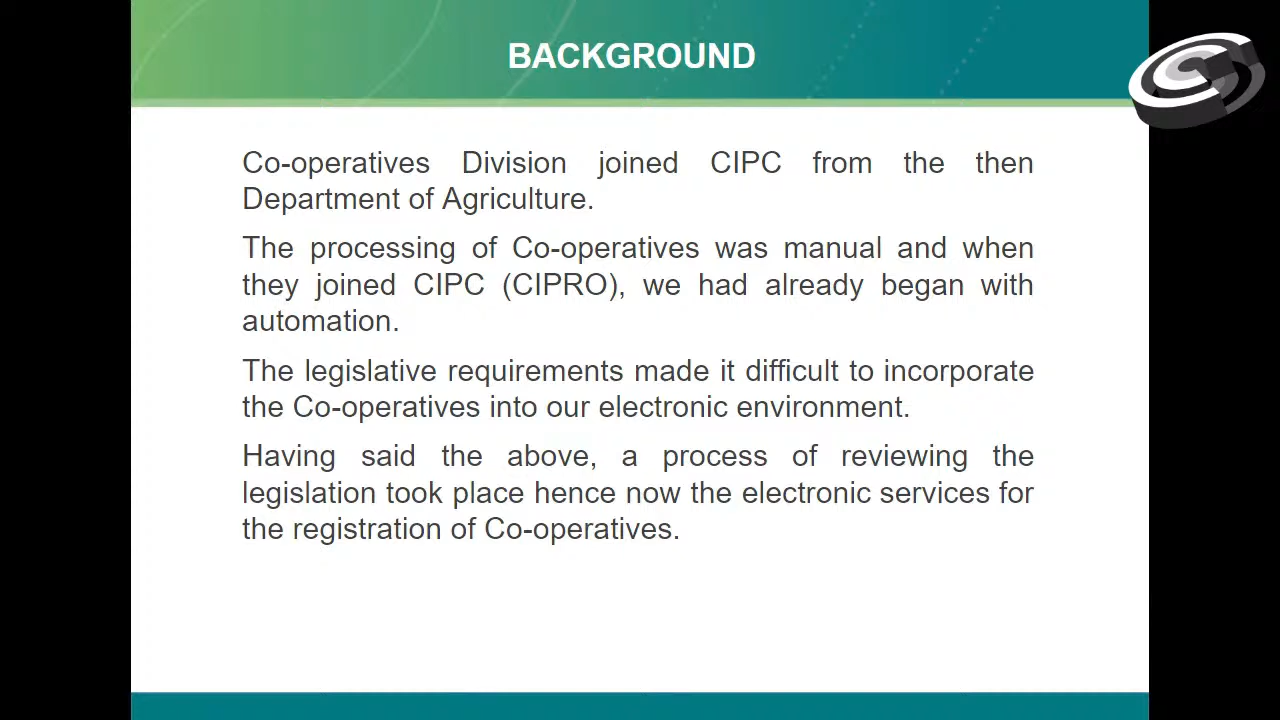 BACKGROUND
Co-operatives Division joined CIPC from the then
Department of Agriculture.
The processing of Co-operatives was manual and when
they joined CIPC (CIPRO), we had already began with
automation.
The legislative requirements made it difficult to incorporate
the Co-operatives into our electronic environment.
Having said the above, a process of reviewing the
legislation took place hence now the electronic services for
the registration of Co-operatives.